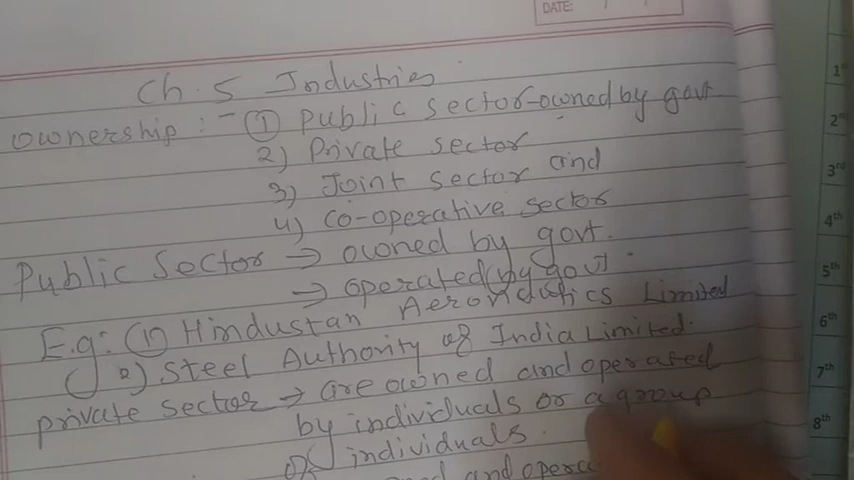 DATE: / /
Ch. 5 Industries
Ownership :- (1) Public sector-owned by govt
2) Private sector
3) Joint sector and
4) Co-operative sector
Public Sector → owned by govt.
→ operated by govt.
E.g: (1) Hindustan Aeronautics Limited
2) Steel Authority of India Limited.
private sector → are owned and operated
by individuals or a group
of individuals.
and opera
1st
2nd
3rd
4th
5th
6th
7th
8th